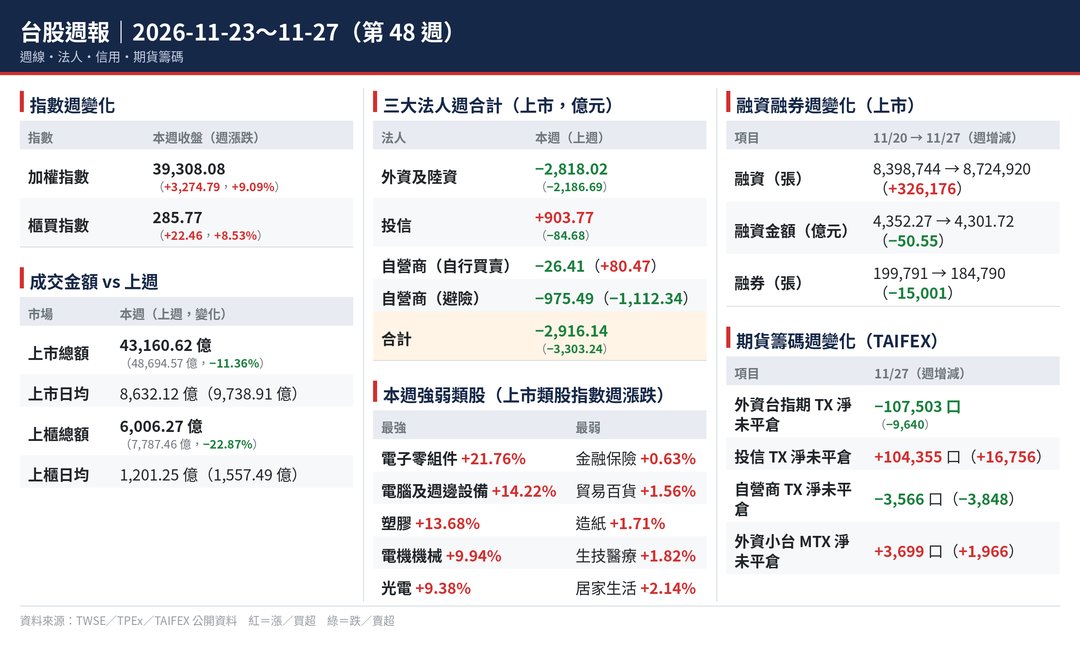 台股週報｜2026-11-23～11-27（第 48 週）
週線・法人・信用・期貨籌碼
指數週變化
指數 本週收盤（週漲跌）
加權指數 39,308.08
（+3,274.79，+9.09%）
櫃買指數 285.77
（+22.46，+8.53%）
成交金額 vs 上週
市場 本週（上週，變化）
上市總額 43,160.62 億
（48,694.57 億，−11.36%）
上市日均 8,632.12 億（9,738.91 億）
上櫃總額 6,006.27 億
（7,787.46 億，−22.87%）
上櫃日均 1,201.25 億（1,557.49 億）
三大法人週合計（上市，億元）
法人 本週（上週）
外資及陸資 −2,818.02
（−2,186.69）
投信 +903.77
（−84.68）
自營商（自行買賣） −26.41（+80.47）
自營商（避險） −975.49（−1,112.34）
合計 −2,916.14
（−3,303.24）
本週強弱類股（上市類股指數週漲跌）
最強 最弱
電子零組件 +21.76% 金融保險 +0.63%
電腦及週邊設備 +14.22% 貿易百貨 +1.56%
塑膠 +13.68% 造紙 +1.71%
電機機械 +9.94% 生技醫療 +1.82%
光電 +9.38% 居家生活 +2.14%
融資融券週變化（上市）
項目 11/20 → 11/27（週增減）
融資（張） 8,398,744 → 8,724,920
（+326,176）
融資金額（億元） 4,352.27 → 4,301.72
（−50.55）
融券（張） 199,791 → 184,790
（−15,001）
期貨籌碼週變化（TAIFEX）
項目 11/27（週增減）
外資台指期 TX 淨
未平倉 −107,503 口
（−9,640）
投信 TX 淨未平倉 +104,355 口（+16,756）
自營商 TX 淨未平
倉 −3,566 口（−3,848）
外資小台 MTX 淨
未平倉 +3,699 口（+1,966）
資料來源：TWSE／TPEx／TAIFEX 公開資料　紅＝漲／買超　綠＝跌／賣超